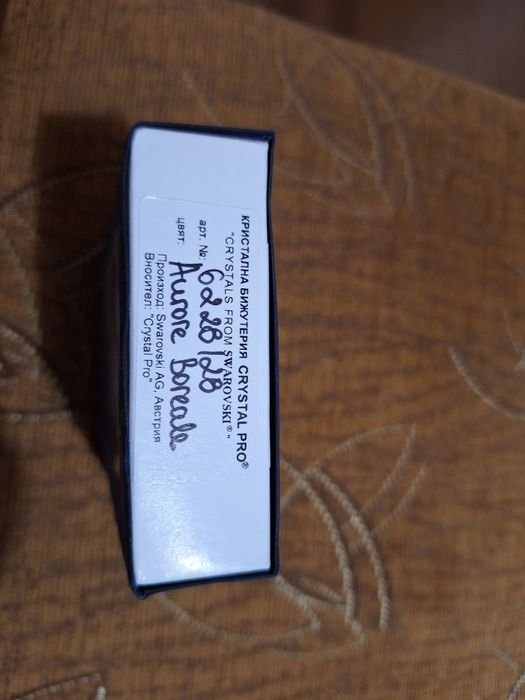 КРИСТАЛНА БИЖУТЕРИЯ CRYSTAL PRO®
"CRYSTALS FROM SWAROVSKI®"
арт. №: 6228/28
цвят: Aurore Boreale
Произход: Swarovski AG, Австрия
Вносител: "Crystal Pro"